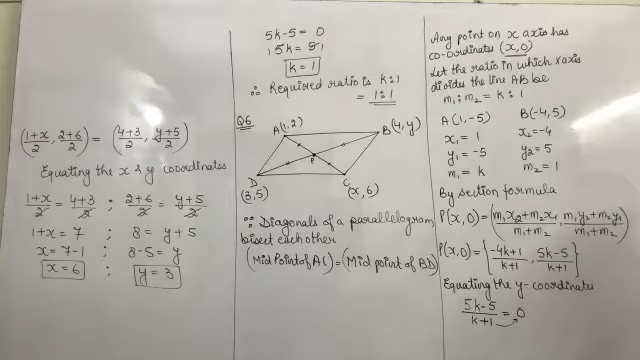 Any point on x axis has
co-ordinates (x,0)
Let the ratio in which x axis
divides the line AB be
m₁:m₂ = k:1
A(1,-5) B(-4,5)
x₁ = 1 x₂ = -4
y₁ = -5 y₂ = 5
m₁ = k m₂ = 1
By section formula
P(x,0) = (m₁x₂+m₂x₁/m₁+m₂, m₁y₂+m₂y₁/m₁+m₂)
P(x,0) = {-4k+1/k+1, 5k-5/k+1}
Equating the y-coordinate
5k-5/k+1 = 0
5k-5 = 0
5k = 5
k = 1
∴ Required ratio is k:1
= 1:1
Q6
A(1,2) B(4,y)
P
D C
(3,5) (x,6)
∵ Diagonals of a parallelogram
bisect each other
(Mid Point of AC) = (Mid point of BD)
(1+x/2, 2+6/2) = (4+3/2, y+5/2)
Equating the x & y coordinates
1+x/2 = 4+3/2 ; 2+6/2 = y+5/2
1+x = 7 ; 8 = y+5
x = 7-1 ; 8-5 = y
x = 6 ; y = 3